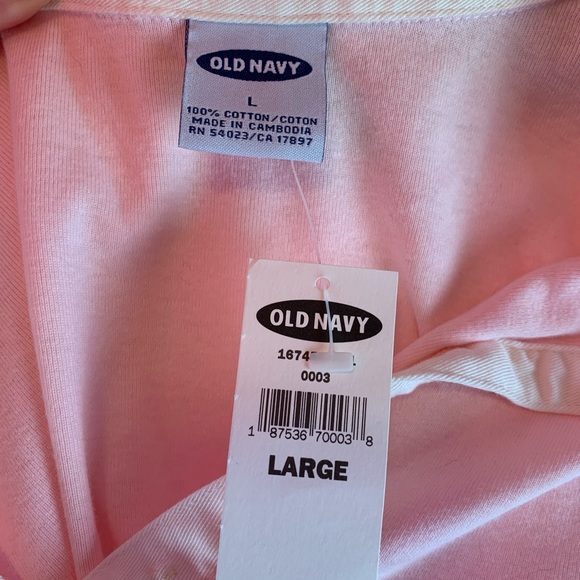 OLD NAVY
L
100% COTTON/COTON
MADE IN CAMBODIA
RN 54023/CA 17897
OLD NAVY
0003
1 87536 70003 8
LARGE